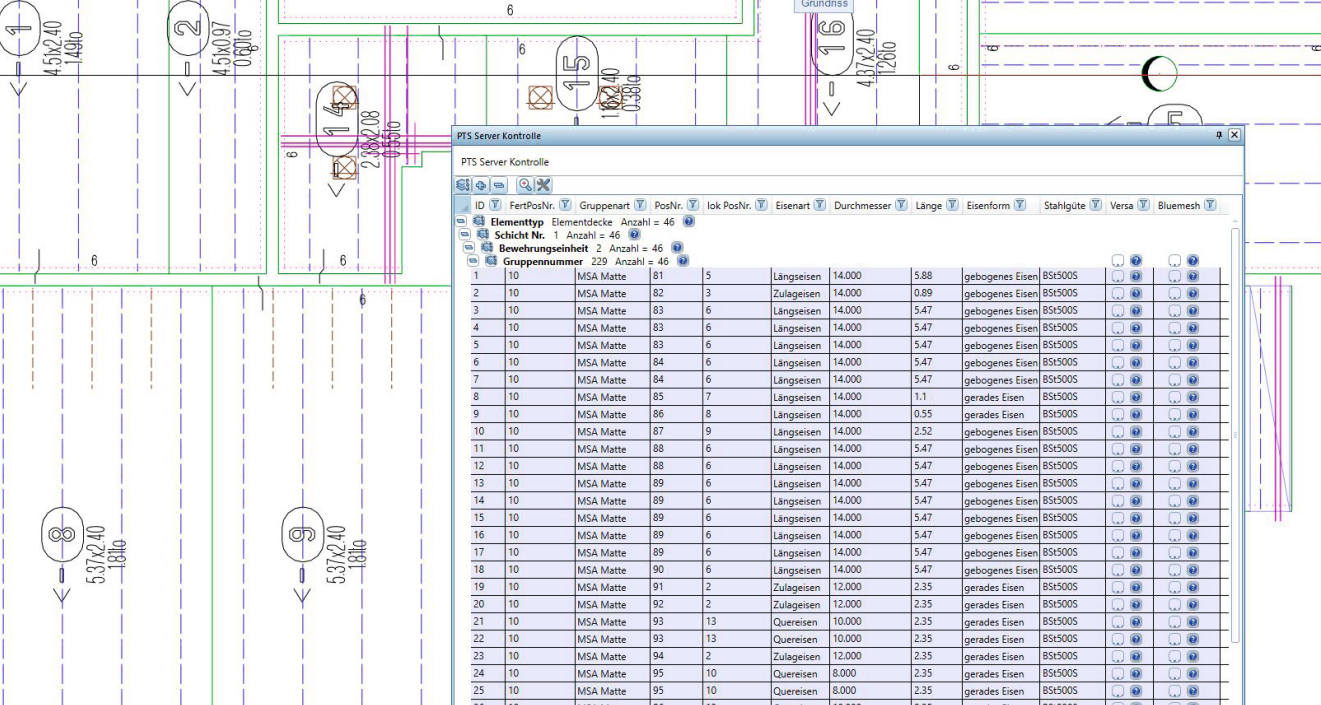 Grundriss
6
1
4.51x2.40
1.49to
2
4.51x0.97
0.60to
6
6
15
0.38to
16
4.37x2.40
1.26to
6
6
6
14
2.38x2.08
0.55to
6
6
6
6
8
5.37x2.40
1.81to
9
5.37x2.40
1.81to
PTS Server Kontrolle
PTS Server Kontrolle
ID FertPosNr. Gruppenart PosNr. lok PosNr. Eisenart Durchmesser Länge Eisenform Stahlgüte Versa Bluemesh
Elementtyp Elementdecke Anzahl = 46
Schicht Nr. 1 Anzahl = 46
Bewehrungseinheit 2 Anzahl = 46
Gruppennummer 229 Anzahl = 46
1 10 MSA Matte 81 5 Längseisen 14.000 5.88 gebogenes Eisen BSt500S
2 10 MSA Matte 82 3 Zulageisen 14.000 0.89 gebogenes Eisen BSt500S
3 10 MSA Matte 83 6 Längseisen 14.000 5.47 gebogenes Eisen BSt500S
4 10 MSA Matte 83 6 Längseisen 14.000 5.47 gebogenes Eisen BSt500S
5 10 MSA Matte 83 6 Längseisen 14.000 5.47 gebogenes Eisen BSt500S
6 10 MSA Matte 84 6 Längseisen 14.000 5.47 gebogenes Eisen BSt500S
7 10 MSA Matte 84 6 Längseisen 14.000 5.47 gebogenes Eisen BSt500S
8 10 MSA Matte 85 7 Längseisen 14.000 1.1 gerades Eisen BSt500S
9 10 MSA Matte 86 8 Längseisen 14.000 0.55 gerades Eisen BSt500S
10 10 MSA Matte 87 9 Längseisen 14.000 2.52 gebogenes Eisen BSt500S
11 10 MSA Matte 88 6 Längseisen 14.000 5.47 gebogenes Eisen BSt500S
12 10 MSA Matte 88 6 Längseisen 14.000 5.47 gebogenes Eisen BSt500S
13 10 MSA Matte 89 6 Längseisen 14.000 5.47 gebogenes Eisen BSt500S
14 10 MSA Matte 89 6 Längseisen 14.000 5.47 gebogenes Eisen BSt500S
15 10 MSA Matte 89 6 Längseisen 14.000 5.47 gebogenes Eisen BSt500S
16 10 MSA Matte 89 6 Längseisen 14.000 5.47 gebogenes Eisen BSt500S
17 10 MSA Matte 89 6 Längseisen 14.000 5.47 gebogenes Eisen BSt500S
18 10 MSA Matte 90 6 Längseisen 14.000 5.47 gebogenes Eisen BSt500S
19 10 MSA Matte 91 2 Zulageisen 12.000 2.35 gerades Eisen BSt500S
20 10 MSA Matte 92 2 Zulageisen 12.000 2.35 gerades Eisen BSt500S
21 10 MSA Matte 93 13 Quereisen 10.000 2.35 gerades Eisen BSt500S
22 10 MSA Matte 93 13 Quereisen 10.000 2.35 gerades Eisen BSt500S
23 10 MSA Matte 94 2 Zulageisen 12.000 2.35 gerades Eisen BSt500S
24 10 MSA Matte 95 10 Quereisen 8.000 2.35 gerades Eisen BSt500S
25 10 MSA Matte 95 10 Quereisen 8.000 2.35 gerades Eisen BSt500S